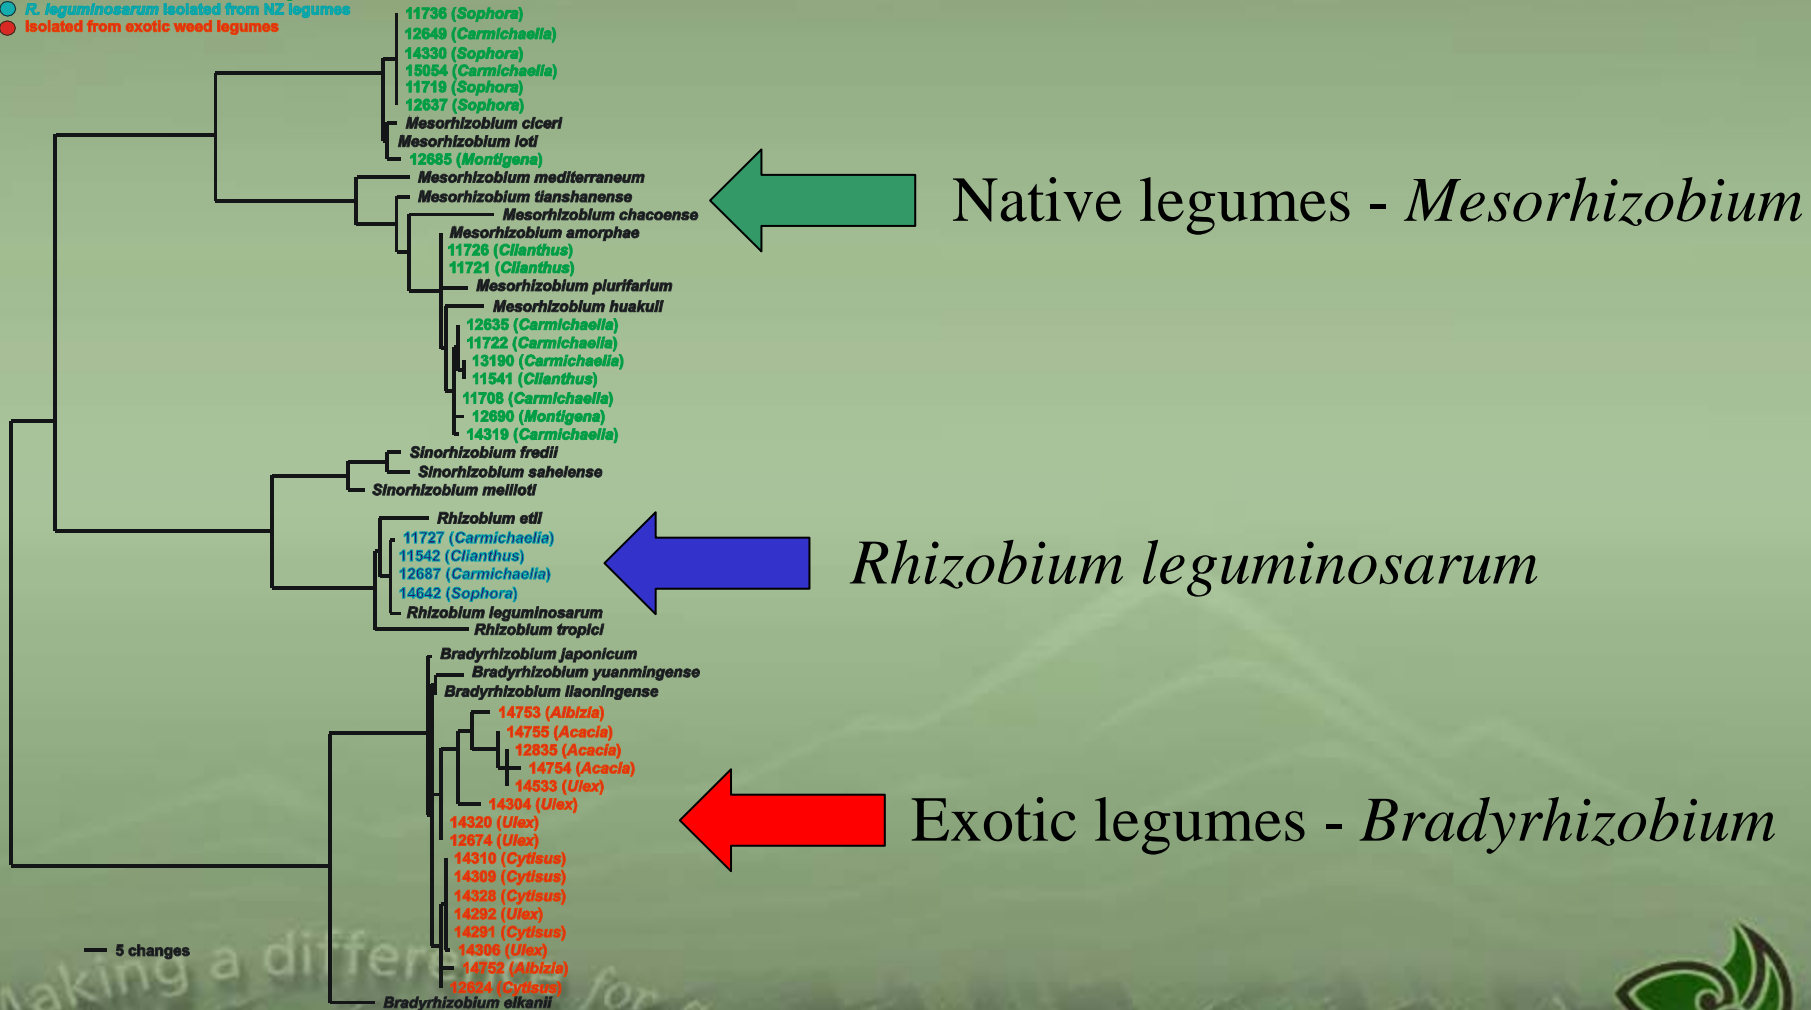 R. leguminosarum isolated from NZ legumes
Isolated from exotic weed legumes
11736 (Sophora)
12649 (Carmichaelia)
14330 (Sophora)
15054 (Carmichaelia)
11719 (Sophora)
12637 (Sophora)
Mesorhizobium ciceri
Mesorhizobium loti
12685 (Montigena)
Mesorhizobium mediterraneum
Mesorhizobium tianshanense
Mesorhizobium chacoense
Mesorhizobium amorphae
11726 (Clianthus)
11721 (Clianthus)
Mesorhizobium plurifarium
Mesorhizobium huakuii
12635 (Carmichaelia)
11722 (Carmichaelia)
13190 (Carmichaelia)
11541 (Clianthus)
11708 (Carmichaelia)
12690 (Montigena)
14319 (Carmichaelia)
Native legumes - Mesorhizobium
Sinorhizobium fredii
Sinorhizobium sahelense
Sinorhizobium meliloti
Rhizobium etli
11727 (Carmichaelia)
11542 (Clianthus)
12687 (Carmichaelia)
14642 (Sophora)
Rhizobium leguminosarum
Rhizobium tropici
Rhizobium leguminosarum
Bradyrhizobium japonicum
Bradyrhizobium yuanmingense
Bradyrhizobium liaoningense
14753 (Albizia)
14755 (Acacia)
12835 (Acacia)
14754 (Acacia)
14533 (Ulex)
14304 (Ulex)
14320 (Ulex)
12674 (Ulex)
14310 (Cytisus)
14309 (Cytisus)
14328 (Cytisus)
14292 (Ulex)
14291 (Cytisus)
14306 (Ulex)
14752 (Albizia)
12624 (Cytisus)
Bradyrhizobium elkanii
Exotic legumes - Bradyrhizobium
5 changes
Making a difference for